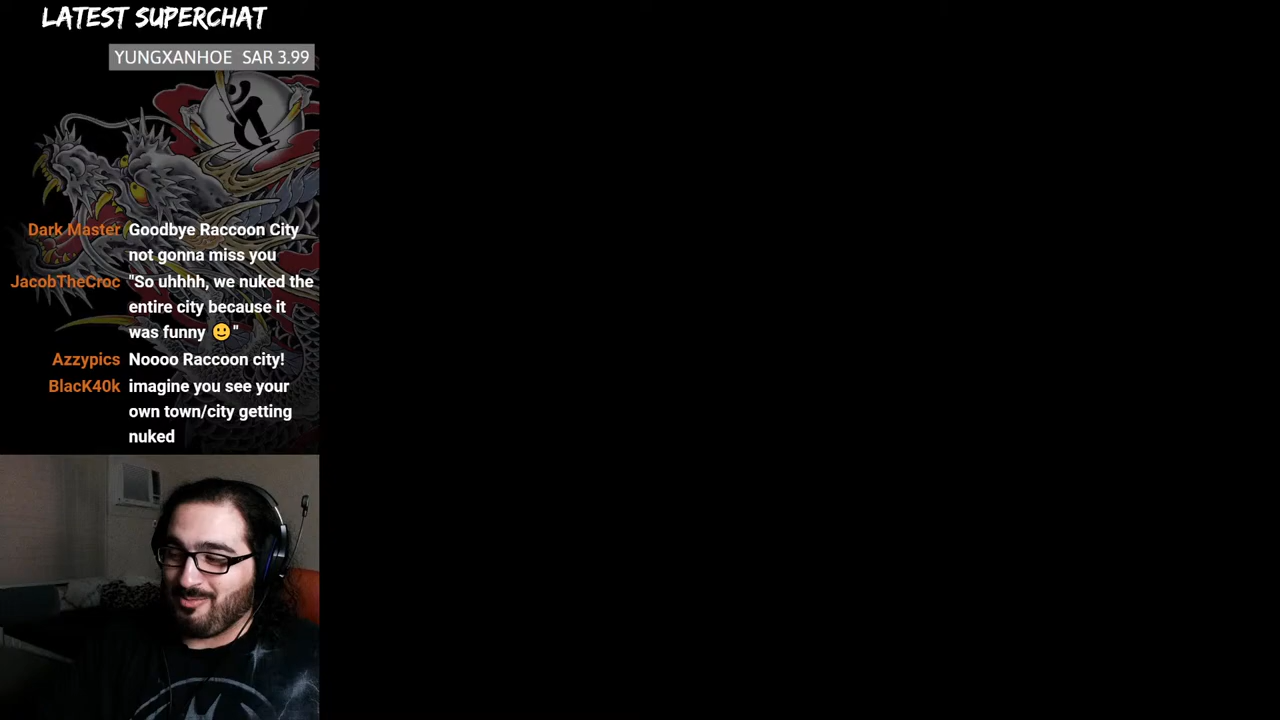 LATEST SUPERCHAT
YUNGXANHOE SAR 3.99
Dark Master Goodbye Raccoon City
not gonna miss you
JacobTheCroc "So uhhhh, we nuked the
entire city because it
was funny 🙂"
Azzypics Noooo Raccoon city!
BlacK40k imagine you see your
own town/city getting
nuked